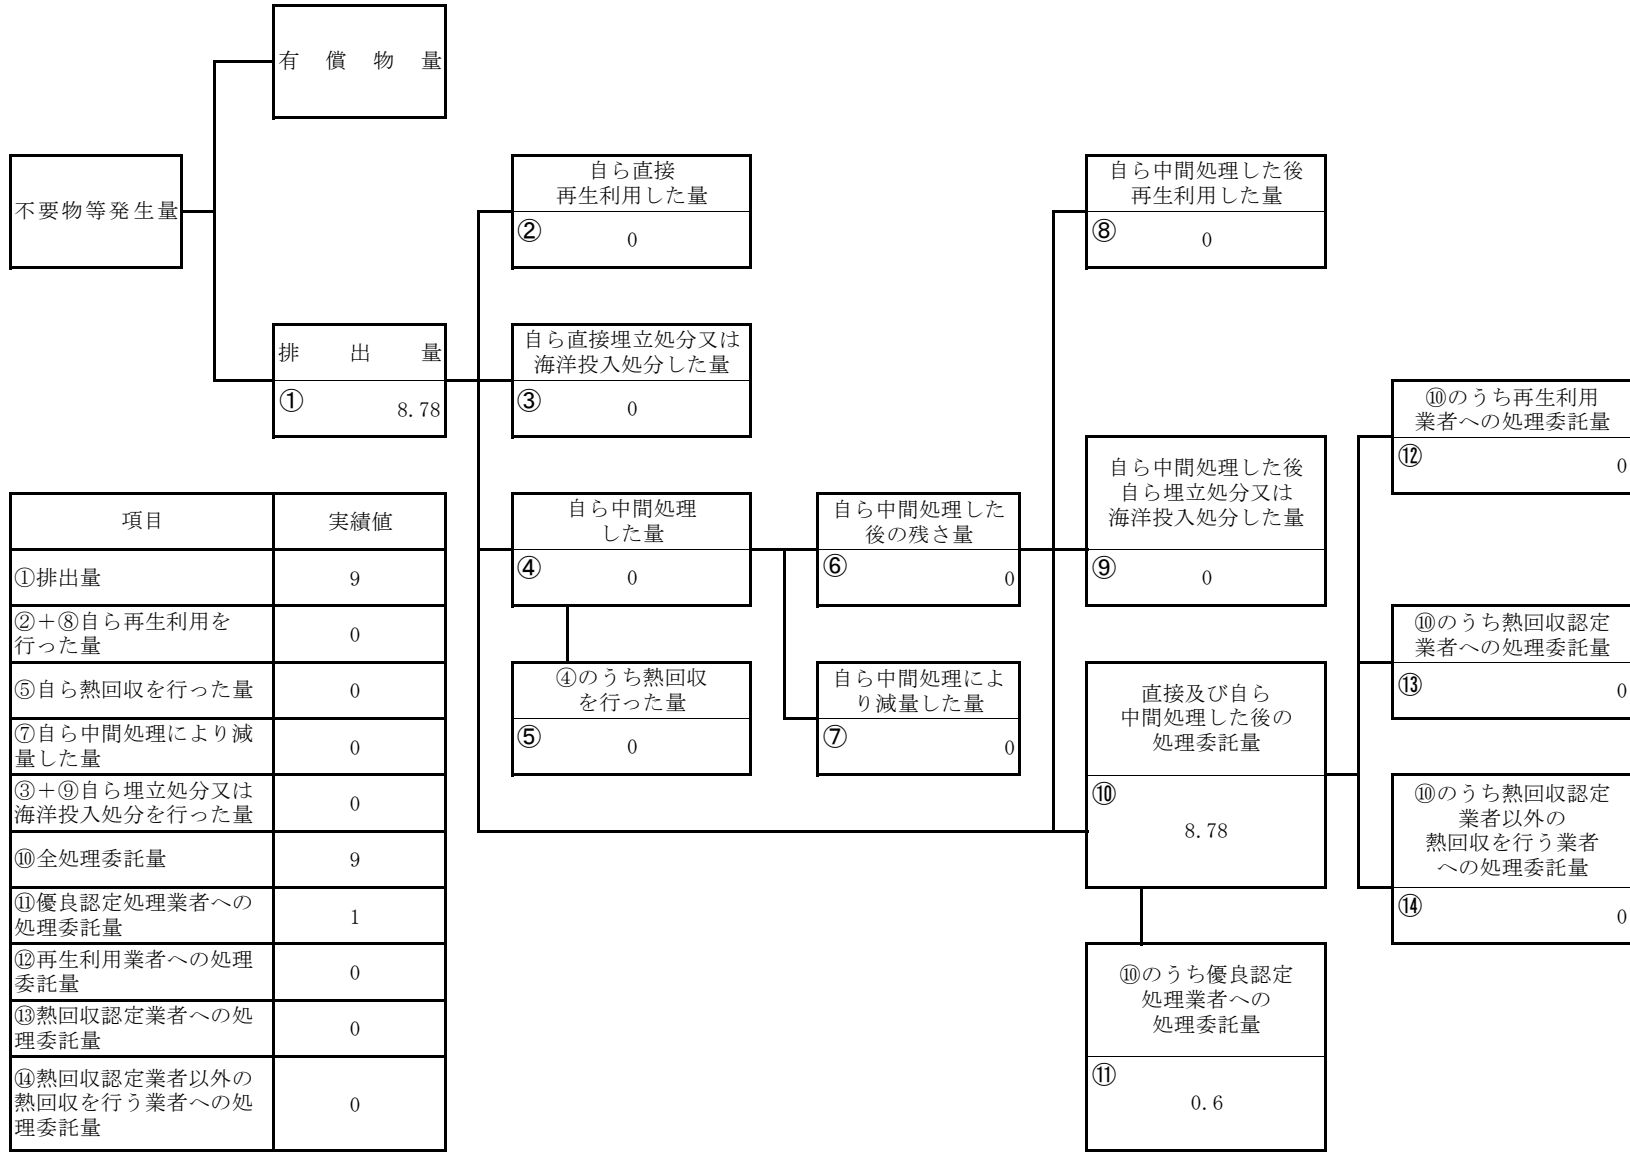 有償物量
不要物等発生量
排出量
① 8.78
自ら直接
再生利用した量
② 0
自ら直接埋立処分又は
海洋投入処分した量
③ 0
自ら中間処理
した量
④ 0
④のうち熱回収
を行った量
⑤ 0
自ら中間処理した
後の残さ量
⑥ 0
自ら中間処理によ
り減量した量
⑦ 0
自ら中間処理した後
再生利用した量
⑧ 0
自ら中間処理した後
自ら埋立処分又は
海洋投入処分した量
⑨ 0
直接及び自ら
中間処理した後の
処理委託量
⑩
8.78
⑩のうち優良認定
処理業者への
処理委託量
⑪
0.6
⑩のうち再生利用
業者への処理委託量
⑫ 0
⑩のうち熱回収認定
業者への処理委託量
⑬ 0
⑩のうち熱回収認定
業者以外の
熱回収を行う業者
への処理委託量
⑭ 0
項目 実績値
①排出量 9
②＋⑧自ら再生利用を
行った量 0
⑤自ら熱回収を行った量 0
⑦自ら中間処理により減
量した量 0
③＋⑨自ら埋立処分又は
海洋投入処分を行った量 0
⑩全処理委託量 9
⑪優良認定処理業者への
処理委託量 1
⑫再生利用業者への処理
委託量 0
⑬熱回収認定業者への処
理委託量 0
⑭熱回収認定業者以外の
熱回収を行う業者への処 0
理委託量